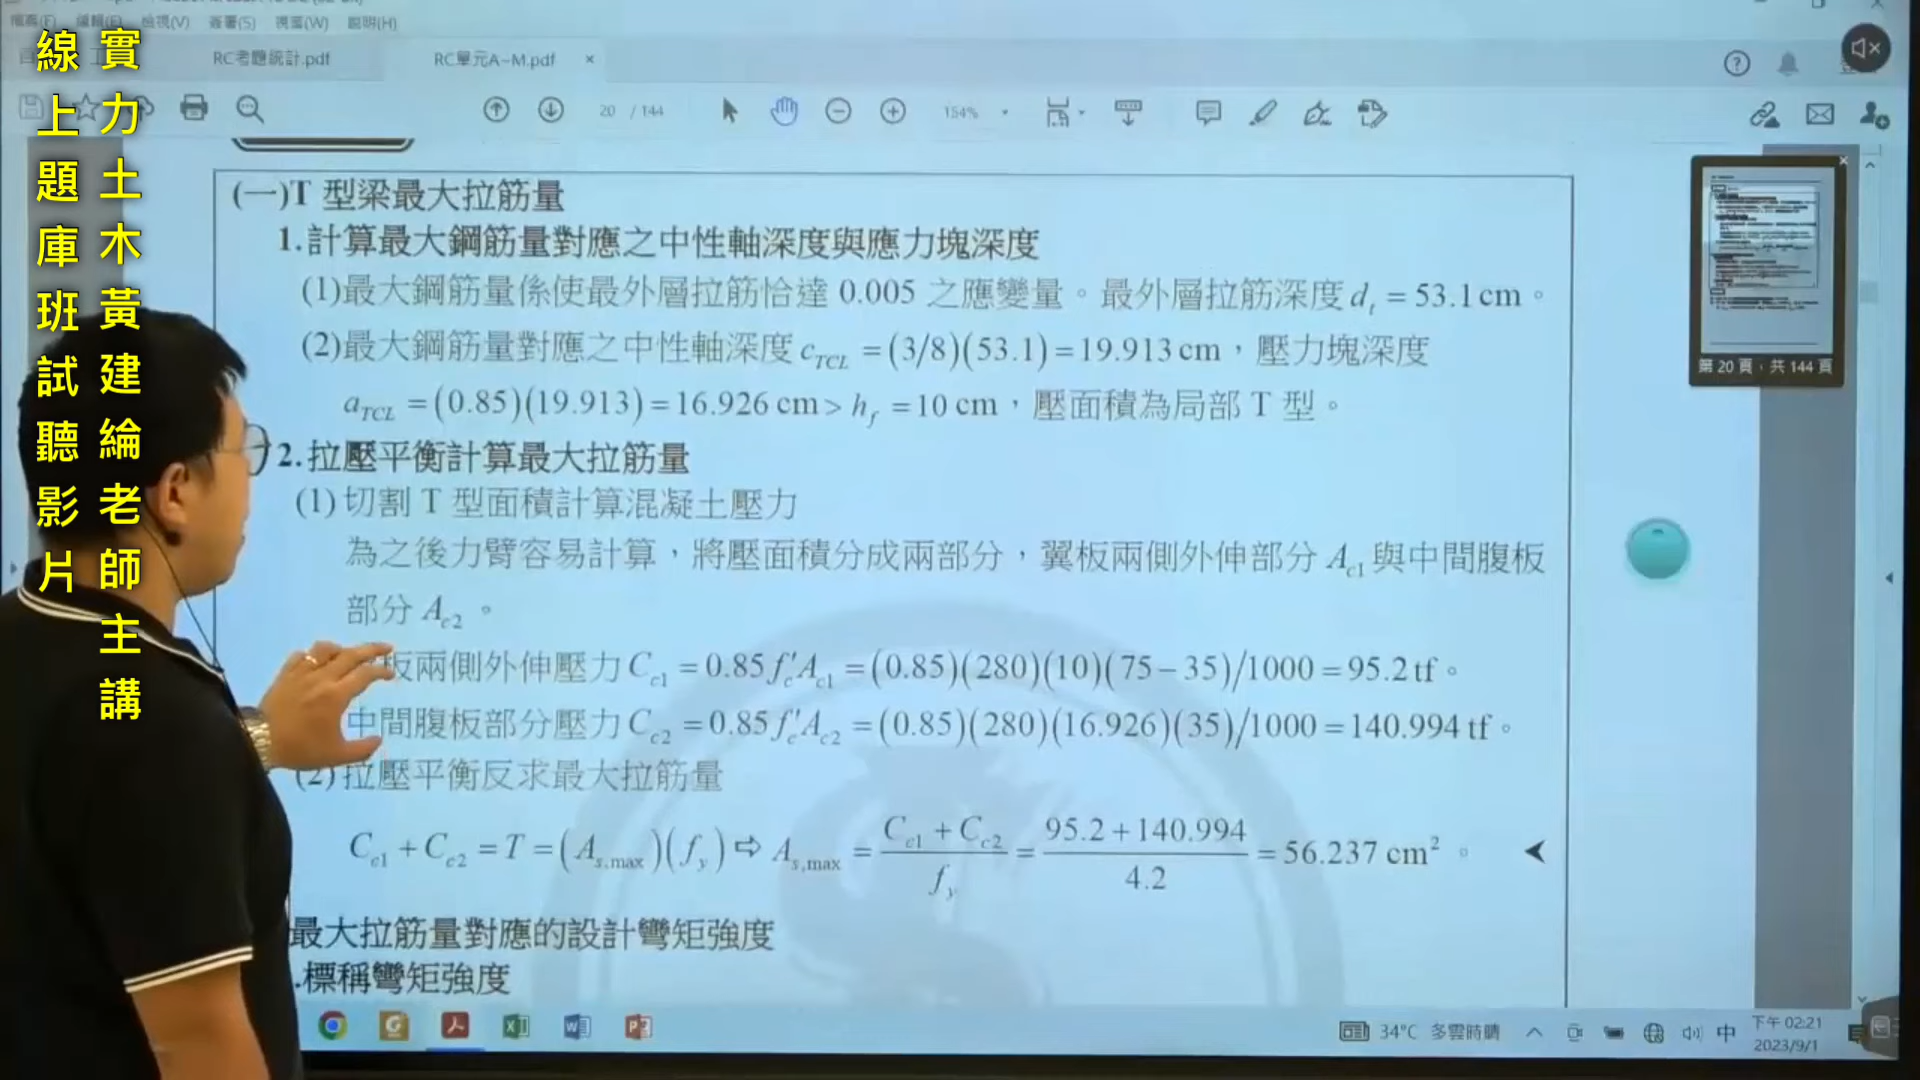 實力土木黃建綸老師主講
線上題庫班試聽影片
檔案(F) 編輯(E) 檢視(V) 簽署(S) 視窗(W) 說明(H)
RC考題統計.pdf
RC單元A~M.pdf ×
20 / 144
154%
第 20 頁，共 144 頁
(一)T 型梁最大拉筋量
1.計算最大鋼筋量對應之中性軸深度與應力塊深度
(1)最大鋼筋量係使最外層拉筋恰達 0.005 之應變量。最外層拉筋深度 d_t = 53.1 cm。
(2)最大鋼筋量對應之中性軸深度 c_TCL = (3/8)(53.1) = 19.913 cm，壓力塊深度
a_TCL = (0.85)(19.913) = 16.926 cm > h_f = 10 cm，壓面積為局部 T 型。
2.拉壓平衡計算最大拉筋量
(1) 切割 T 型面積計算混凝土壓力
為之後力臂容易計算，將壓面積分成兩部分，翼板兩側外伸部分 A_c1 與中間腹板
部分 A_c2。
板兩側外伸壓力 C_c1 = 0.85 f'_c A_c1 = (0.85)(280)(10)(75−35)/1000 = 95.2 tf。
中間腹板部分壓力 C_c2 = 0.85 f'_c A_c2 = (0.85)(280)(16.926)(35)/1000 = 140.994 tf。
(2) 拉壓平衡反求最大拉筋量
C_c1 + C_c2 = T = (A_s,max)(f_y) ⇨ A_s,max = (C_c1 + C_c2)/f_y = (95.2 + 140.994)/4.2 = 56.237 cm²。 ◄
最大拉筋量對應的設計彎矩強度
.標稱彎矩強度
34°C 多雲時晴
中
下午 02:21
2023/9/1